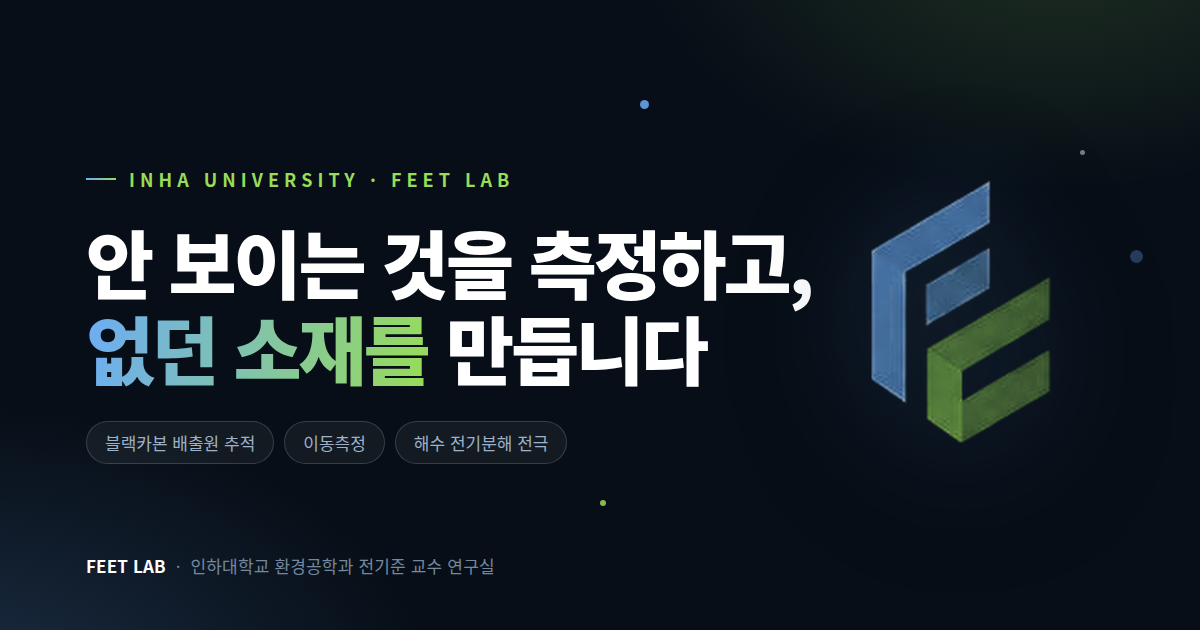 INHA UNIVERSITY · FEET LAB
안 보이는 것을 측정하고,
없던 소재를 만듭니다
블랙카본 배출원 추적 이동측정 해수 전기분해 전극
FEET LAB · 인하대학교 환경공학과 전기준 교수 연구실